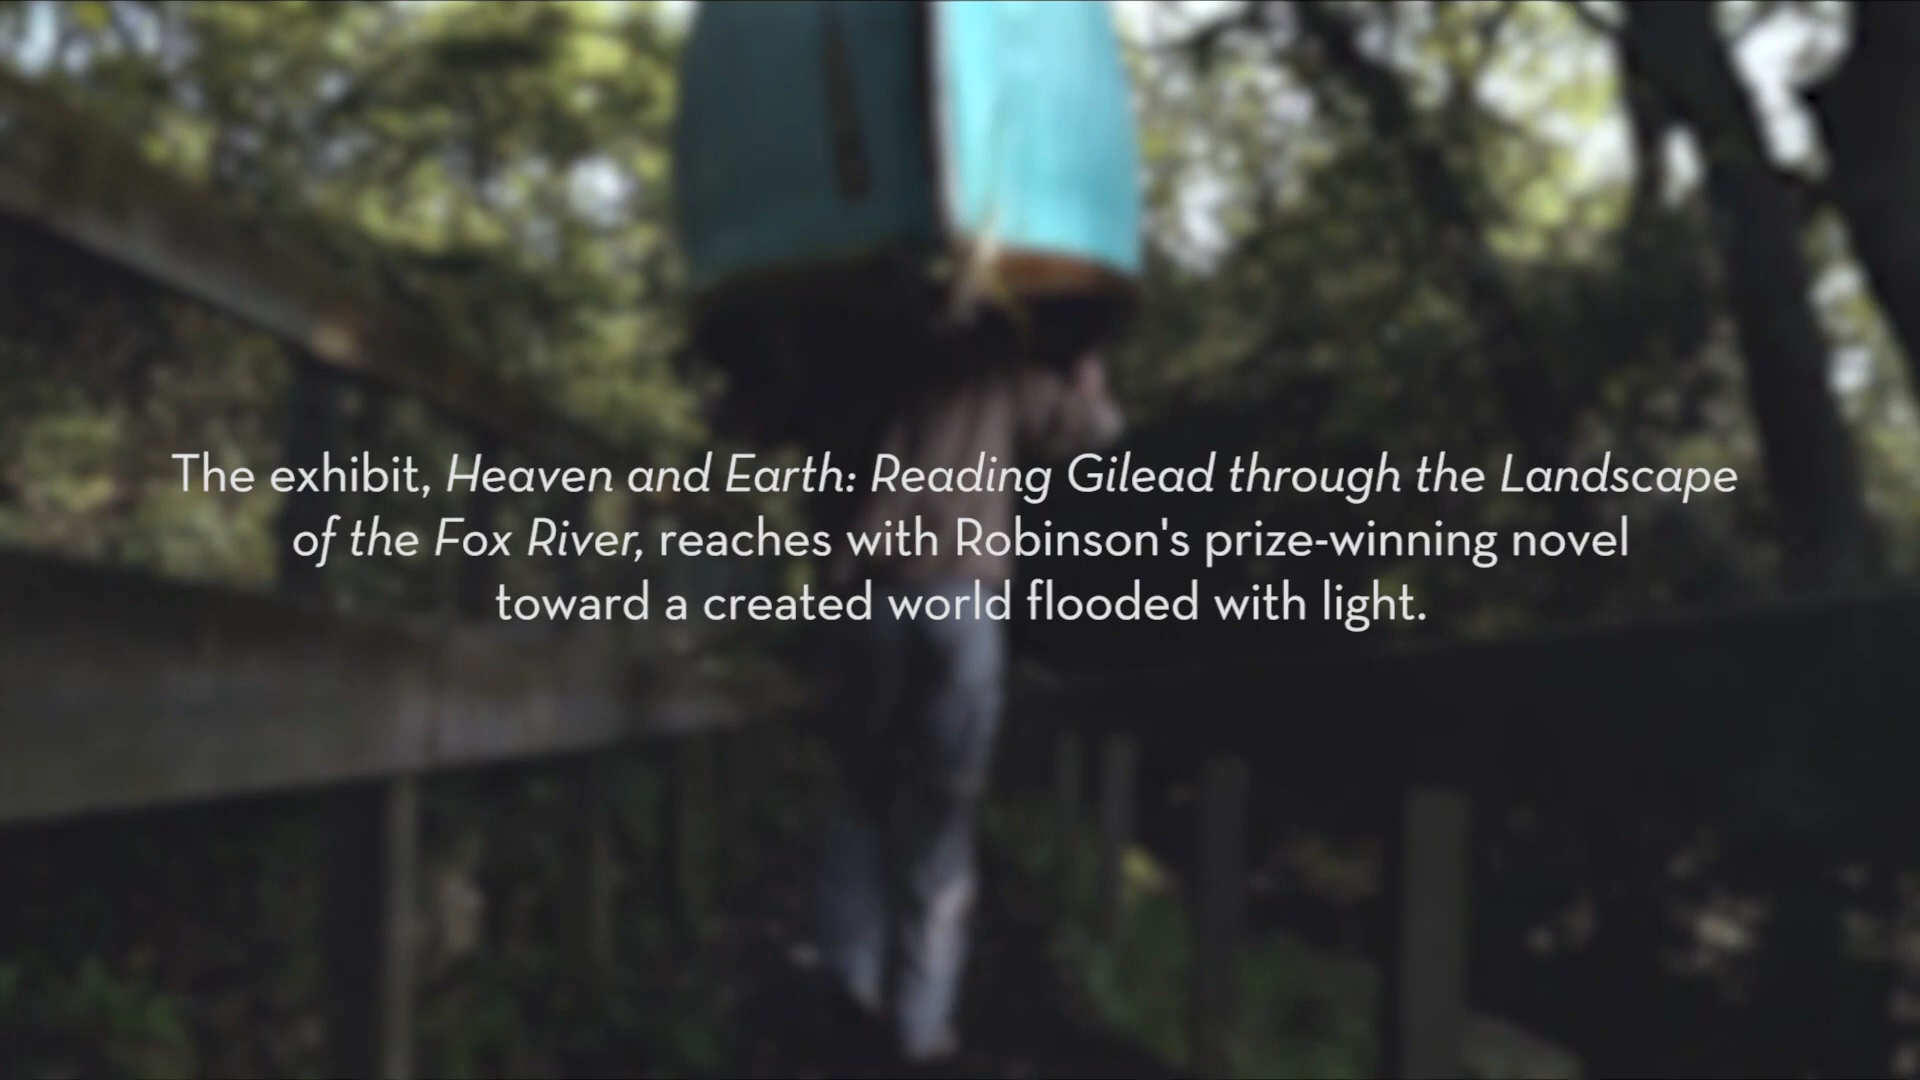 The exhibit, Heaven and Earth: Reading Gilead through the Landscape
of the Fox River, reaches with Robinson's prize-winning novel
toward a created world flooded with light.